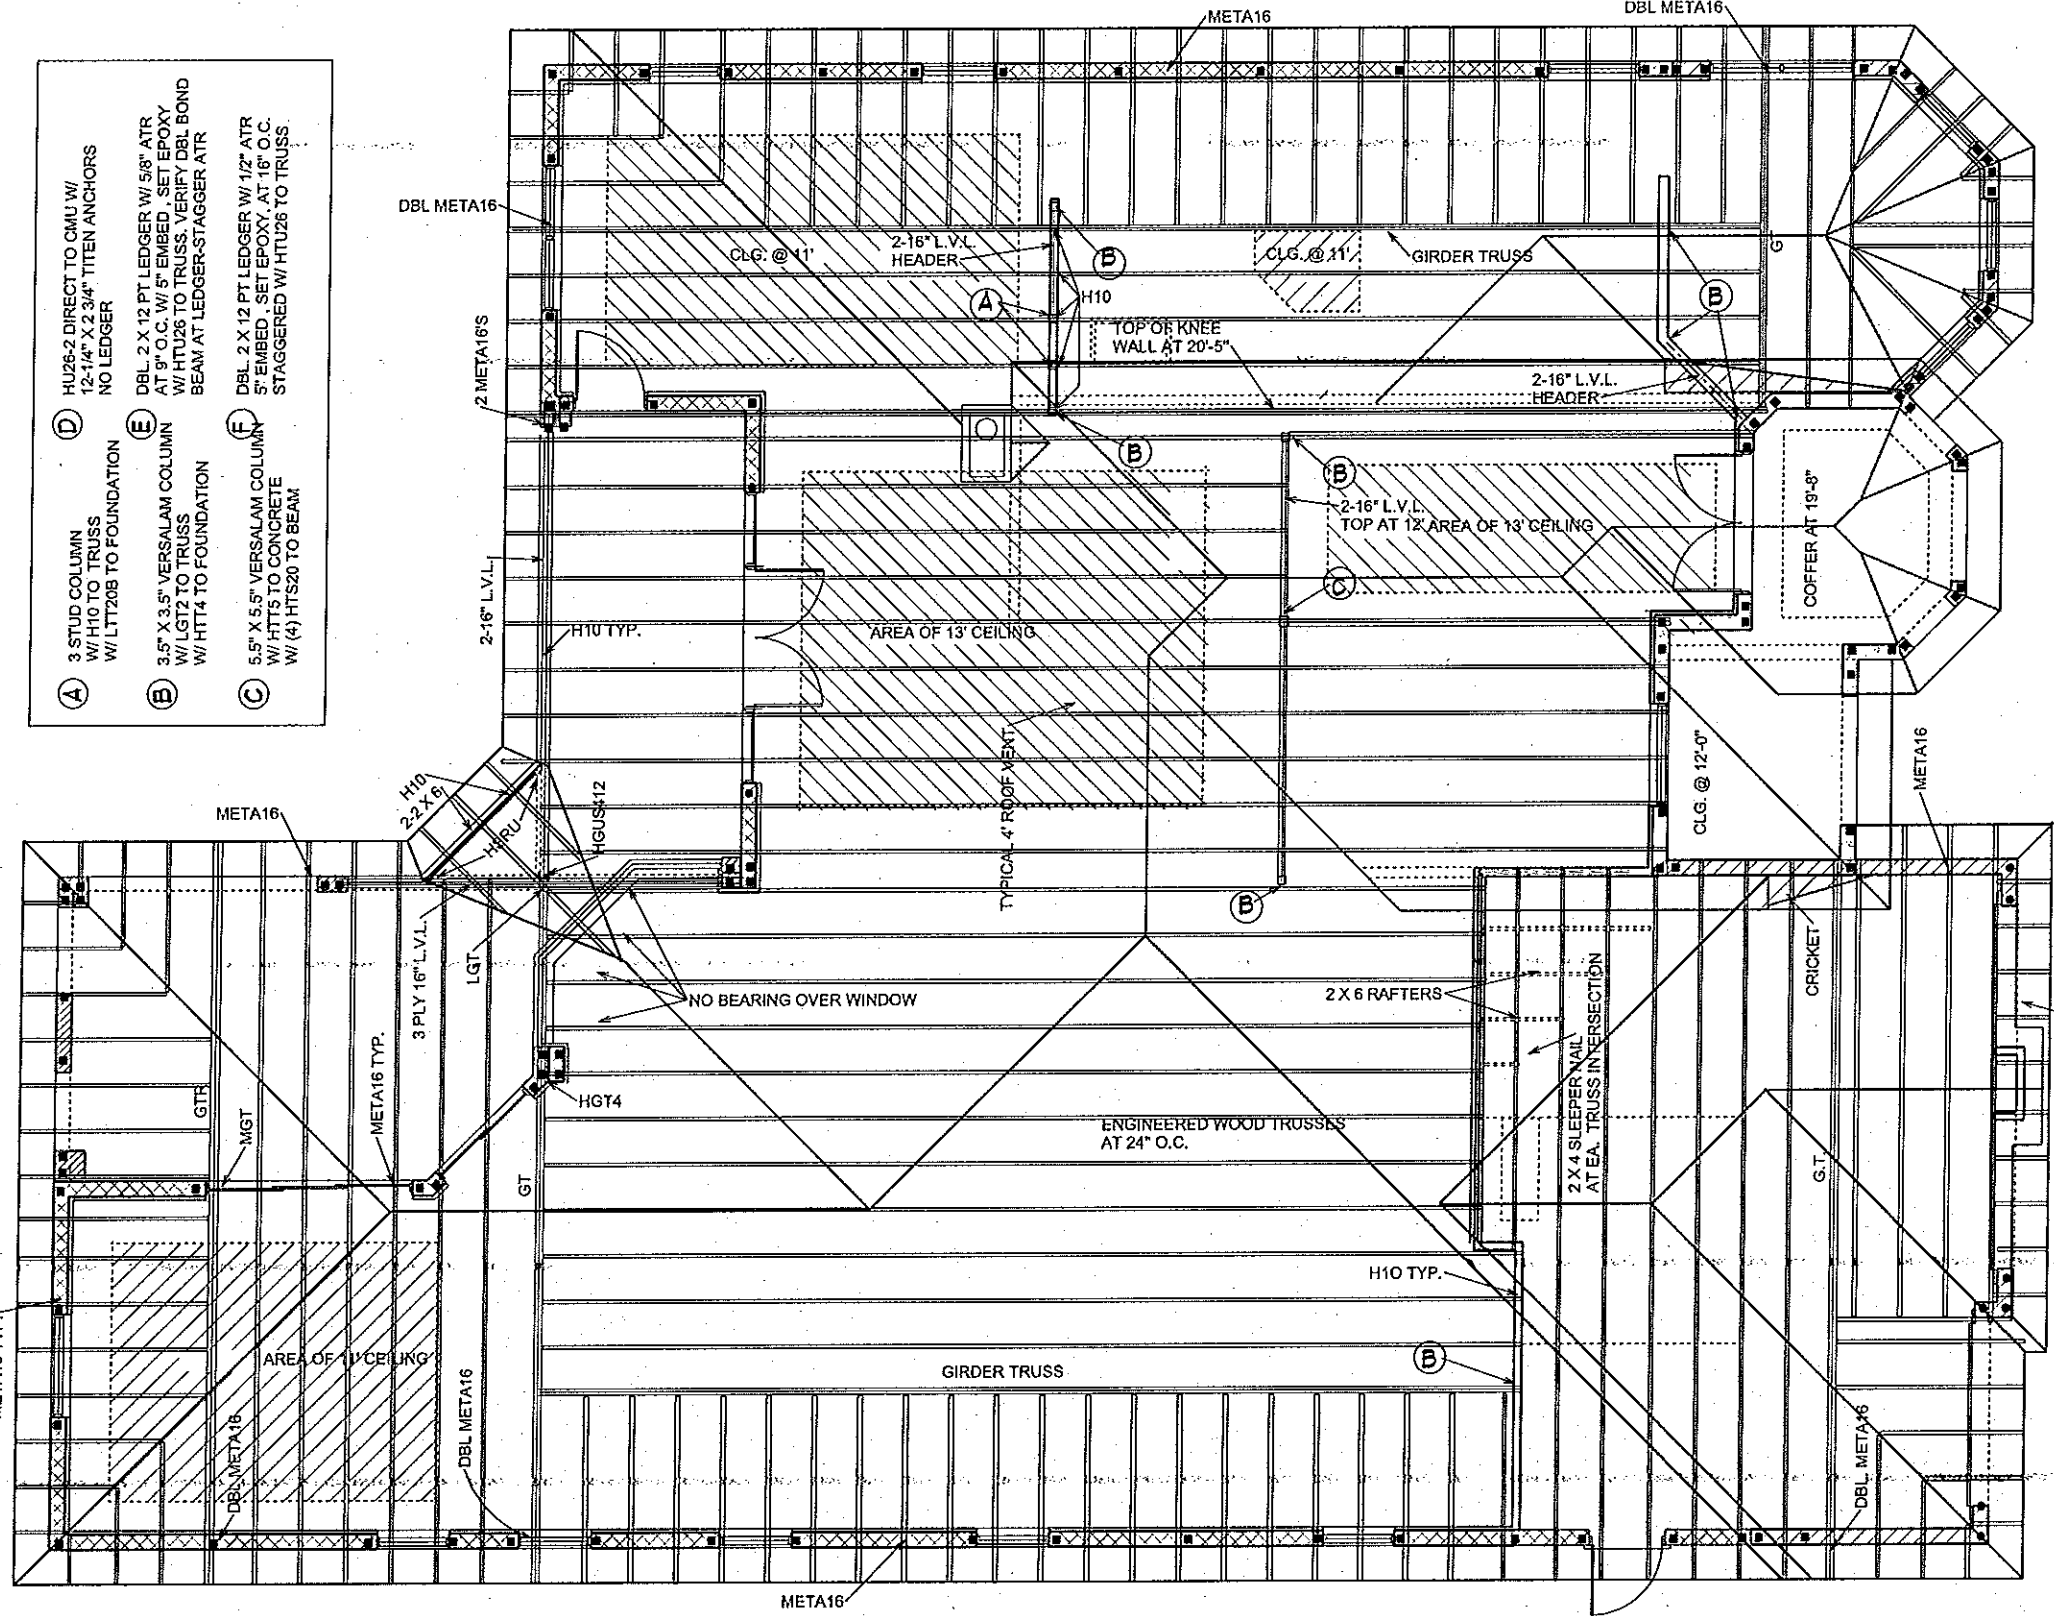 A
3 STUD COLUMN
W/ H10 TO TRUSS
W/ LTT20B TO FOUNDATION
B
3.5" X 3.5" VERSALAM COLUMN
W/ LGT2 TO TRUSS
W/ HTT4 TO FOUNDATION
C
5.5" X 5.5" VERSALAM COLUMN
W/ HTT5 TO CONCRETE
W/ (4) HTS20 TO BEAM
D
HU26-2 DIRECT TO CMU W/
12-1/4" X 2 3/4" TITEN ANCHORS
NO LEDGER
E
DBL. 2 X 12 PT LEDGER W/ 5/8" ATR
AT 9" O.C. W/ 5" EMBED , SET EPOXY
W/ HTU26 TO TRUSS, VERIFY DBL BOND
BEAM AT LEDGER-STAGGER ATR
F
DBL. 2 X 12 PT LEDGER W/ 1/2" ATR
5" EMBED , SET EPOXY, AT 16" O.C.
STAGGERED W/ HTU26 TO TRUSS
META16
DBL META16
DBL META16
2-16" L.V.L.
HEADER
CLG. @ 11'
B
CLG. @ 11'
GIRDER TRUSS
GT
A
H10
B
TOP OF KNEE
WALL AT 20'-5"
2 META16'S
2-16" L.V.L.
HEADER
B
B
2-16" L.V.L.
TOP AT 12'
AREA OF 13' CEILING
COFFER AT 19'-8"
2-16" L.V.L.
C
H10 TYP.
AREA OF 13' CEILING
TYPICAL 4' ROOF VENT
CLG. @ 12'-0"
META16
H10
2-2 X 6
HGUS412
META16
B
3 PLY 16" L.V.L.
LGT
NO BEARING OVER WINDOW
2 X 6 RAFTERS
CRICKET
META16 TYP.
2 X 4 SLEEPER NAIL
AT EA. TRUSS INTERSECTION
GTR
MGT
HGT4
ENGINEERED WOOD TRUSSES
AT 24" O.C.
GT
G.T.
H1O TYP.
AREA OF 11' CEILING
GIRDER TRUSS
B
DBL META16
DBL META16
DBL. META16
META16